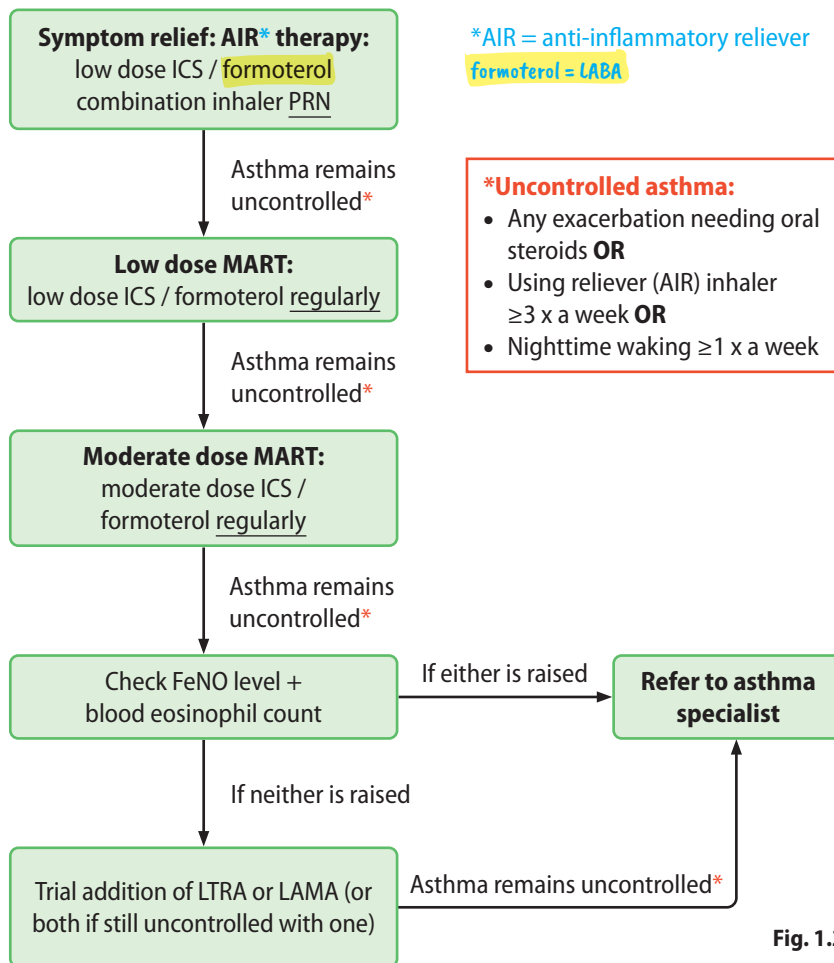 Symptom relief: AIR* therapy:
low dose ICS / formoterol
combination inhaler PRN
*AIR = anti-inflammatory reliever
formoterol = LABA
Asthma remains
uncontrolled*
*Uncontrolled asthma:
• Any exacerbation needing oral
steroids OR
• Using reliever (AIR) inhaler
≥3 x a week OR
• Nighttime waking ≥1 x a week
Low dose MART:
low dose ICS / formoterol regularly
Asthma remains
uncontrolled*
Moderate dose MART:
moderate dose ICS /
formoterol regularly
Asthma remains
uncontrolled*
Check FeNO level +
blood eosinophil count
If either is raised
Refer to asthma
specialist
If neither is raised
Trial addition of LTRA or LAMA (or
both if still uncontrolled with one)
Asthma remains uncontrolled*
Fig. 1.